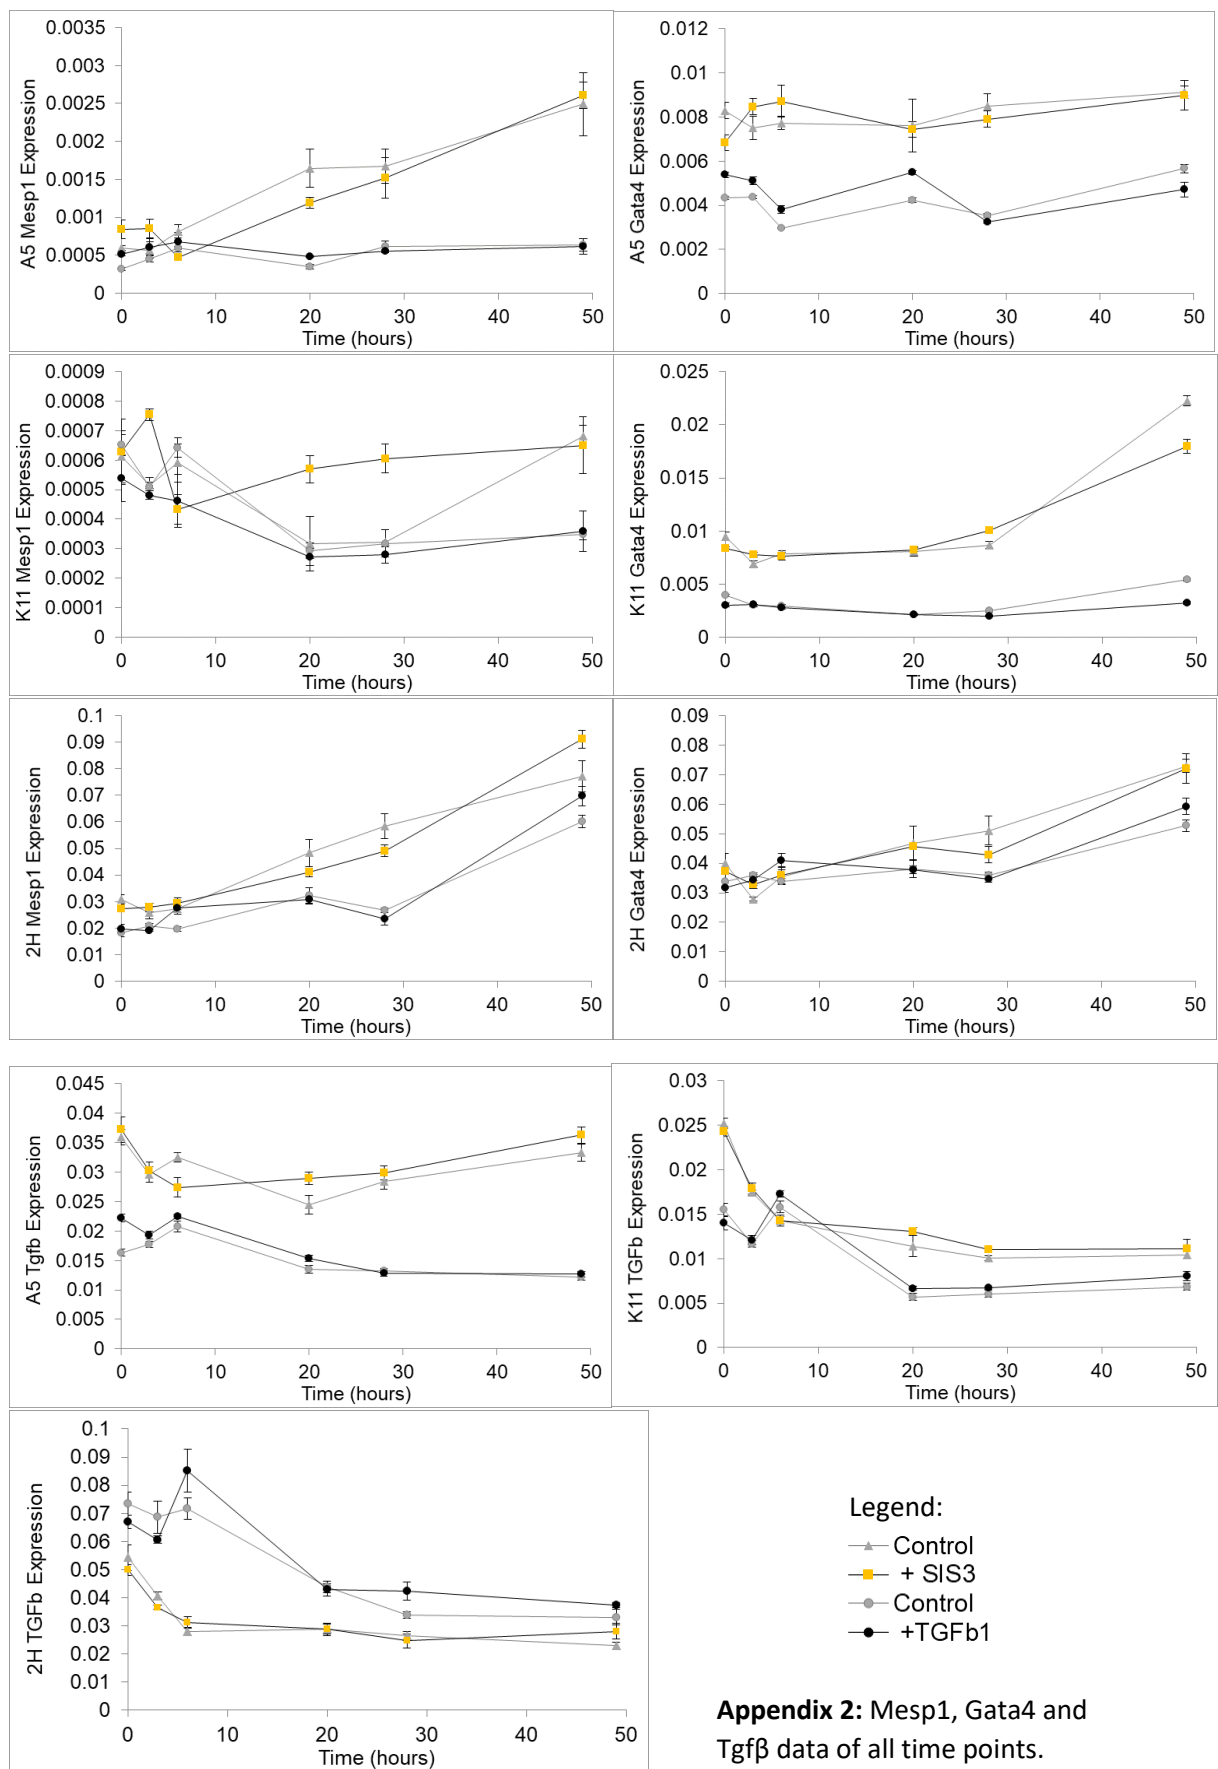 A5 Mesp1 Expression
0.0035
0.003
0.0025
0.002
0.0015
0.001
0.0005
0
0 10 20 30 40 50
Time (hours)
A5 Gata4 Expression
0.012
0.01
0.008
0.006
0.004
0.002
0
0 10 20 30 40 50
Time (hours)
K11 Mesp1 Expression
0.0009
0.0008
0.0007
0.0006
0.0005
0.0004
0.0003
0.0002
0.0001
0
0 10 20 30 40 50
Time (hours)
K11 Gata4 Expression
0.025
0.02
0.015
0.01
0.005
0
0 10 20 30 40 50
Time (hours)
2H Mesp1 Expression
0.1
0.09
0.08
0.07
0.06
0.05
0.04
0.03
0.02
0.01
0
0 10 20 30 40 50
Time (hours)
2H Gata4 Expression
0.09
0.08
0.07
0.06
0.05
0.04
0.03
0.02
0.01
0
0 10 20 30 40 50
Time (hours)
A5 Tgfb Expression
0.045
0.04
0.035
0.03
0.025
0.02
0.015
0.01
0.005
0
0 10 20 30 40 50
Time (hours)
K11 TGFb Expression
0.03
0.025
0.02
0.015
0.01
0.005
0
0 10 20 30 40 50
Time (hours)
2H TGFb Expression
0.1
0.09
0.08
0.07
0.06
0.05
0.04
0.03
0.02
0.01
0
0 10 20 30 40 50
Time (hours)
Legend:
Control
+ SIS3
Control
+TGFb1
Appendix 2: Mesp1, Gata4 and
Tgfβ data of all time points.